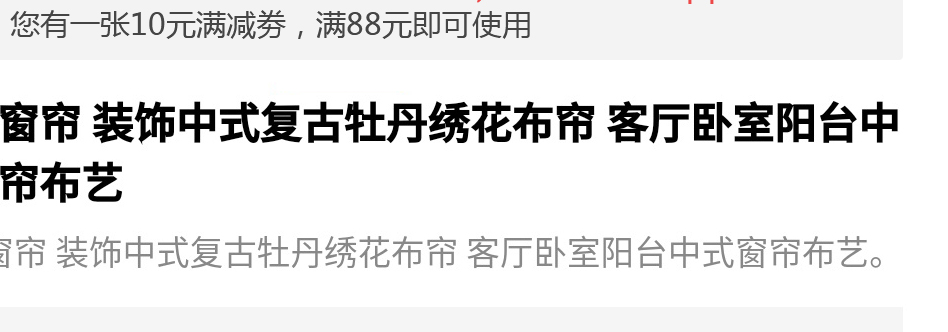 您有一张10元满减券，满88元即可使用
窗帘 装饰中式复古牡丹绣花布帘 客厅卧室阳台中
帘布艺
窗帘 装饰中式复古牡丹绣花布帘 客厅卧室阳台中式窗帘布艺。